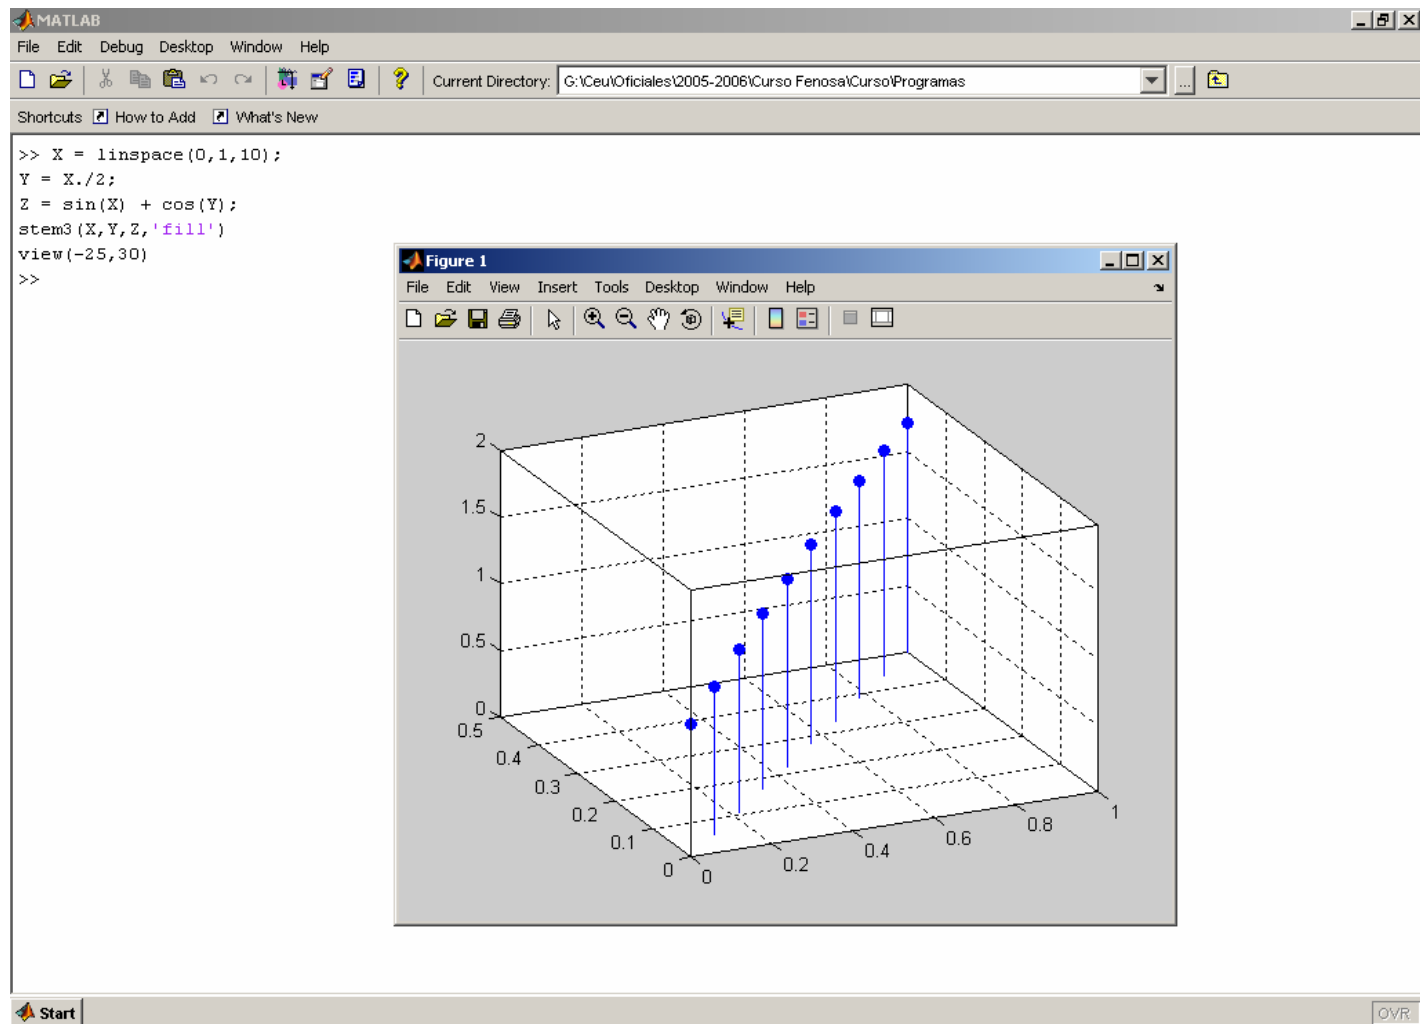 MATLAB
File Edit Debug Desktop Window Help
Current Directory: G:\Ceu\Oficiales\2005-2006\Curso Fenosa\Curso\Programas ...
Shortcuts How to Add What's New
>> X = linspace(0,1,10);
Y = X./2;
Z = sin(X) + cos(Y);
stem3(X,Y,Z,'fill')
view(-25,30)
>>
Figure 1
File Edit View Insert Tools Desktop Window Help
2
1.5
1
0.5
0
0.5
0.4
0.3
0.2
0.1
0
0
0.2
0.4
0.6
0.8
1
Start
OVR